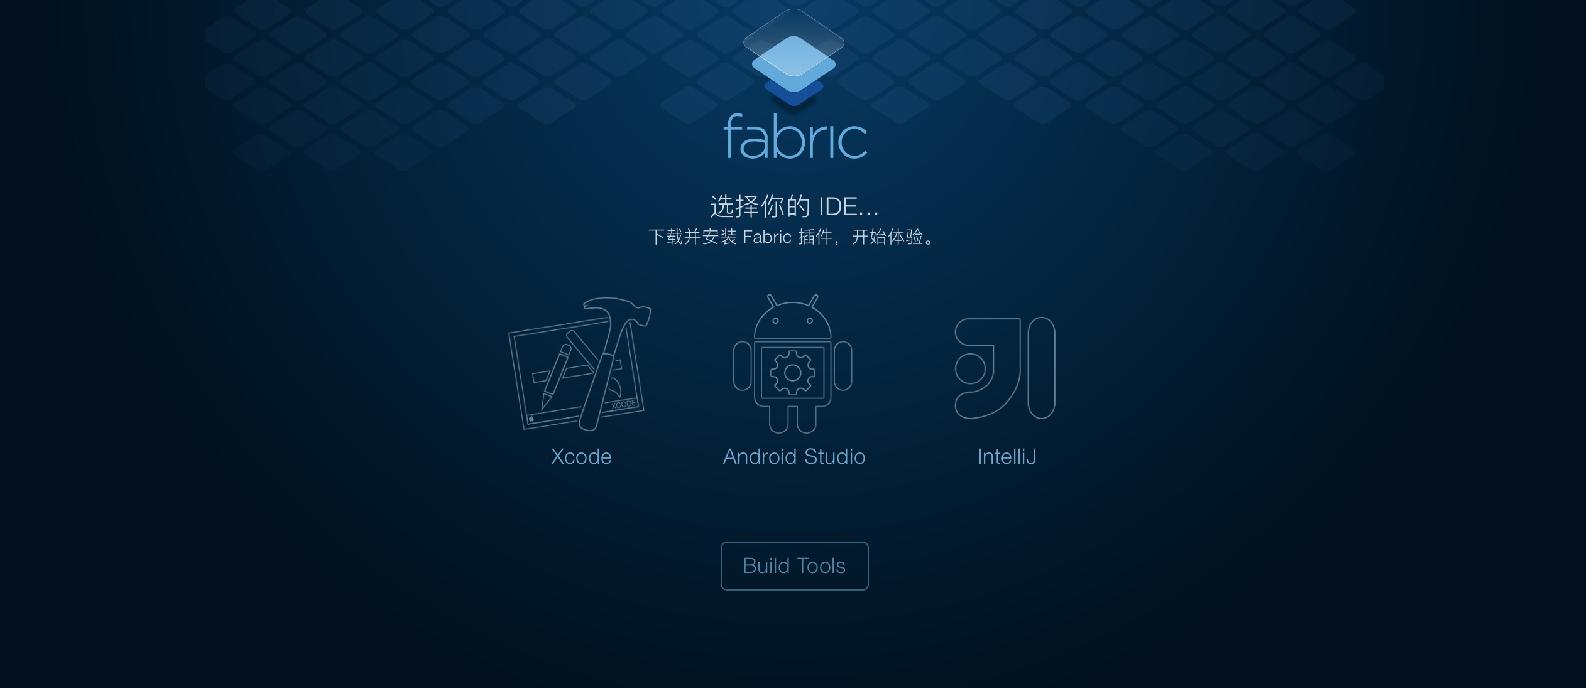 fabric
选择你的 IDE...
下载并安装 Fabric 插件，开始体验。
XCODE
Xcode
Android Studio
IntelliJ
Build Tools